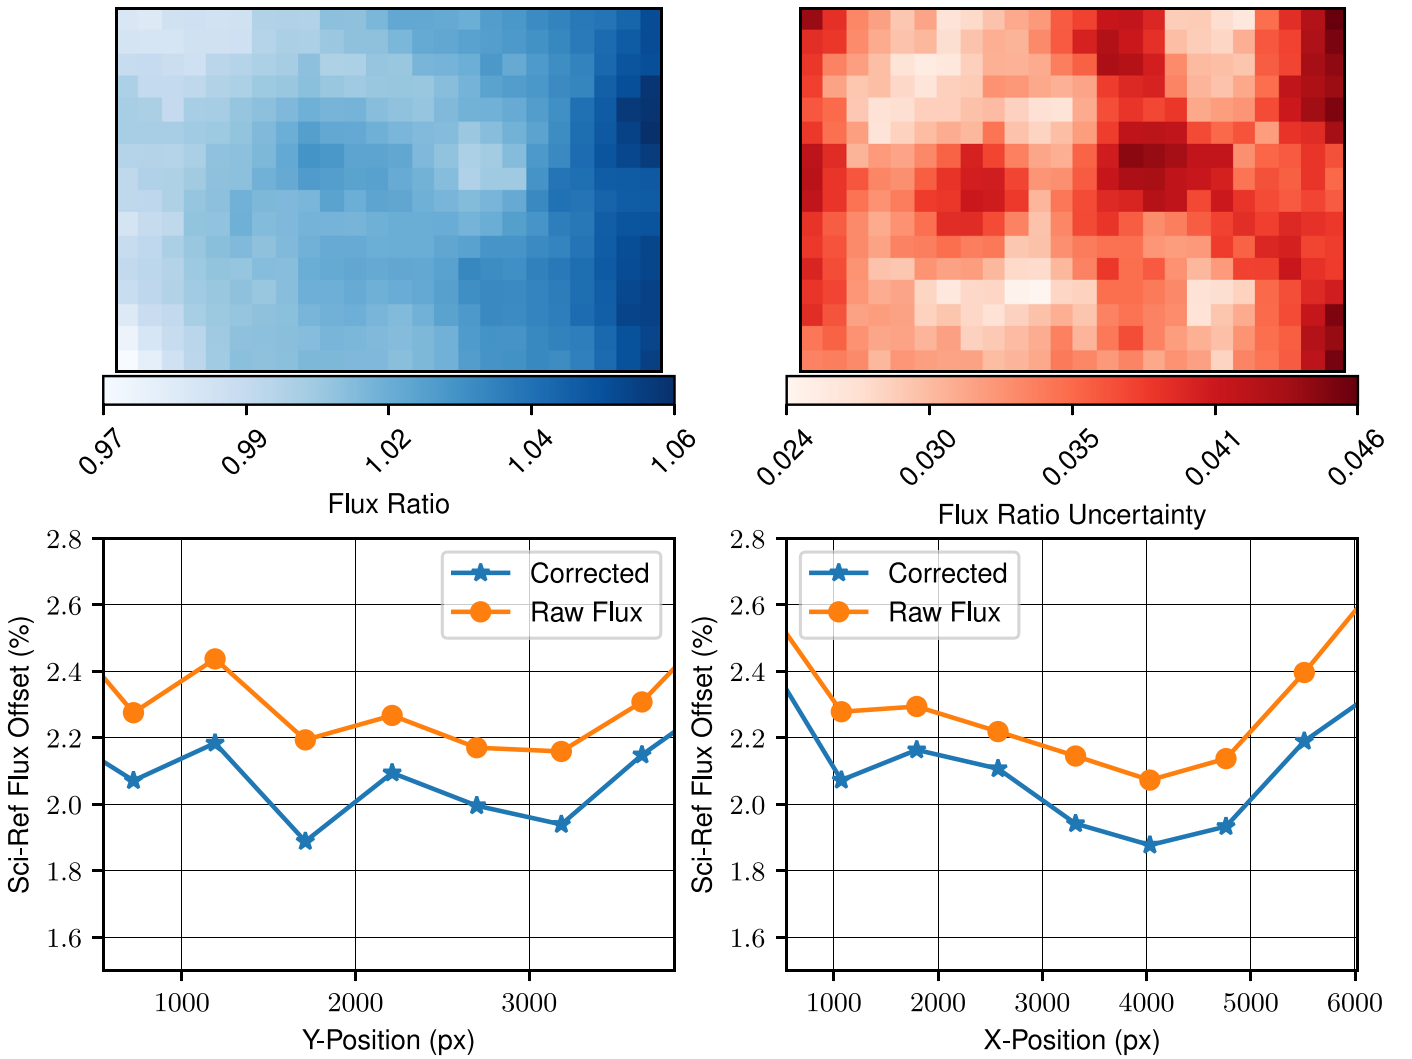 0.97 0.99 1.02 1.04 1.06
Flux Ratio
0.024 0.030 0.035 0.041 0.046
Flux Ratio Uncertainty
2.8
2.6
2.4
2.2
2.0
1.8
1.6
Sci-Ref Flux Offset (%)
Corrected
Raw Flux
1000 2000 3000
Y-Position (px)
2.8
2.6
2.4
2.2
2.0
1.8
1.6
Sci-Ref Flux Offset (%)
Corrected
Raw Flux
1000 2000 3000 4000 5000 6000
X-Position (px)